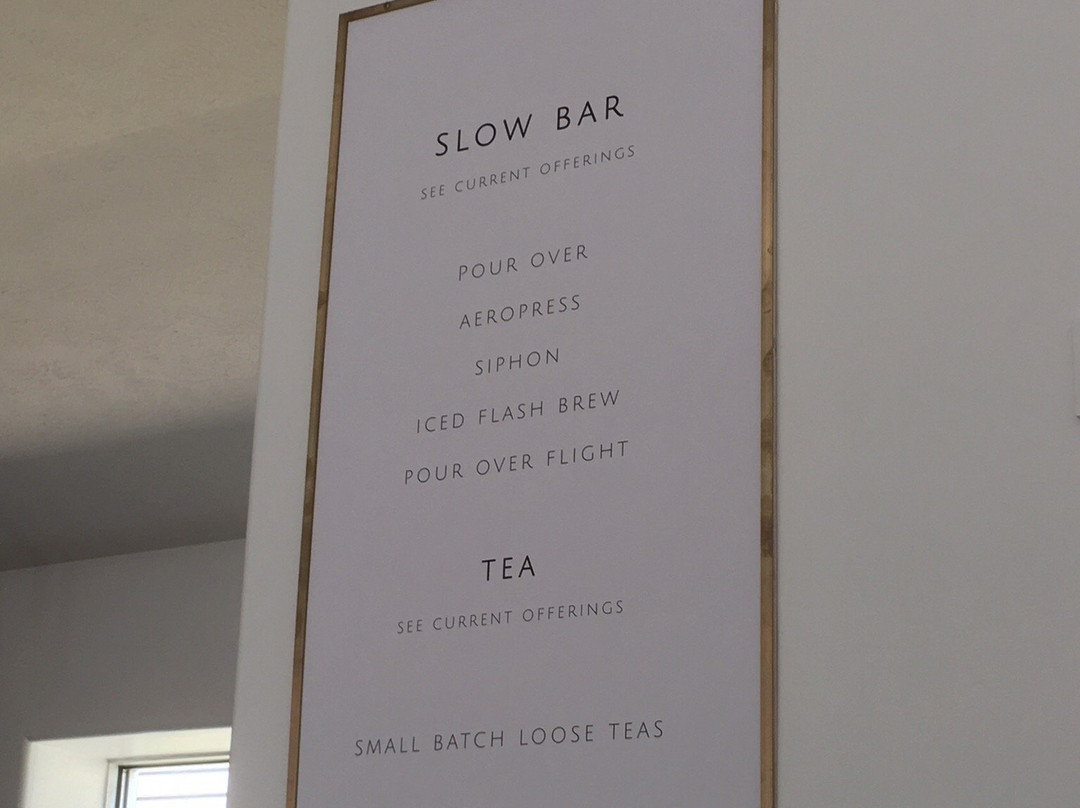 SLOW BAR
SEE CURRENT OFFERINGS
POUR OVER
AEROPRESS
SIPHON
ICED FLASH BREW
POUR OVER FLIGHT
TEA
SEE CURRENT OFFERINGS
SMALL BATCH LOOSE TEAS